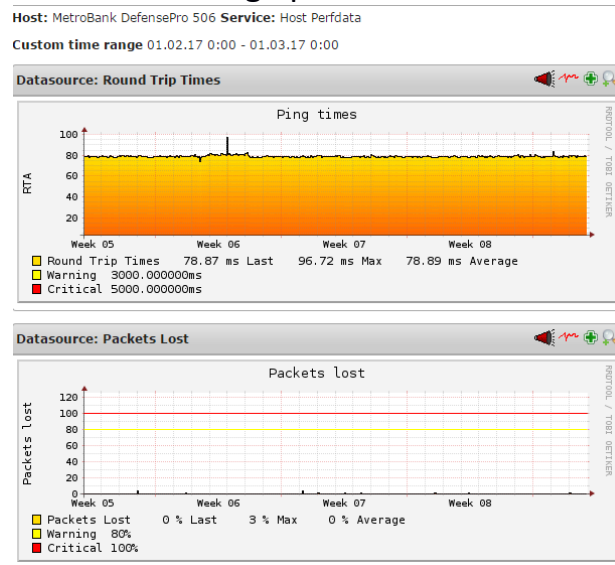 Host: MetroBank DefensePro 506 Service: Host Perfdata
Custom time range 01.02.17 0:00 - 01.03.17 0:00
Datasource: Round Trip Times
Ping times
RTA
100
80
60
40
20
Week 05 Week 06 Week 07 Week 08
Round Trip Times 78.87 ms Last 96.72 ms Max 78.89 ms Average
Warning 3000.000000ms
Critical 5000.000000ms
RRDTOOL / TOBI OETIKER
Datasource: Packets Lost
Packets lost
Packets lost
120
100
80
60
40
20
0
Week 05 Week 06 Week 07 Week 08
Packets Lost 0 % Last 3 % Max 0 % Average
Warning 80%
Critical 100%
RRDTOOL / TOBI OETIKER